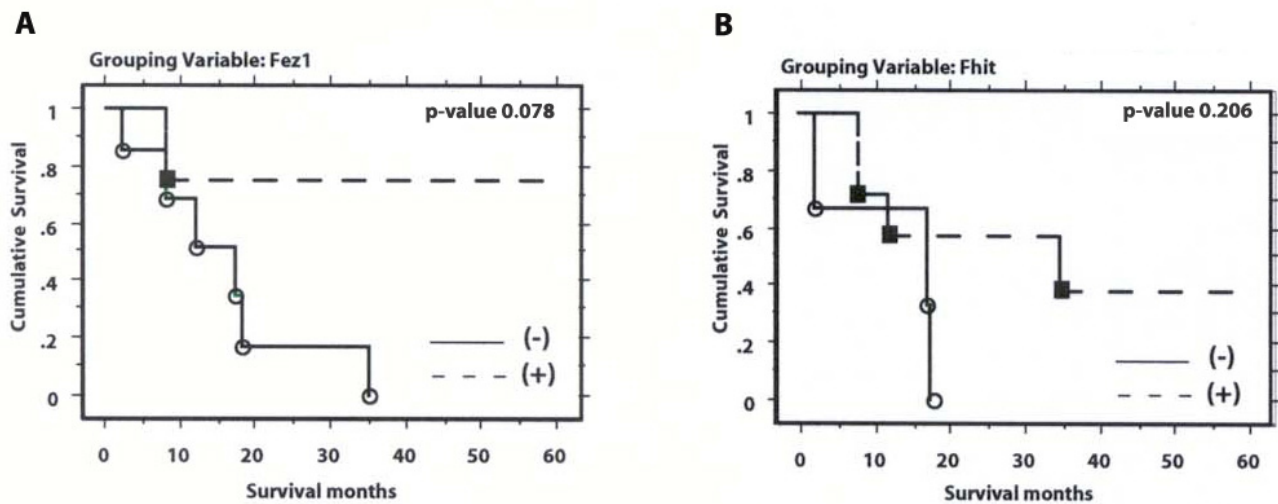 A
Grouping Variable: Fez1
p-value 0.078
Cumulative Survival
1
.8
.6
.4
.2
0
(-)
(+)
0 10 20 30 40 50 60
Survival months
B
Grouping Variable: Fhit
p-value 0.206
Cumulative Survival
1
.8
.6
.4
.2
0
(-)
(+)
0 10 20 30 40 50 60
Survival months